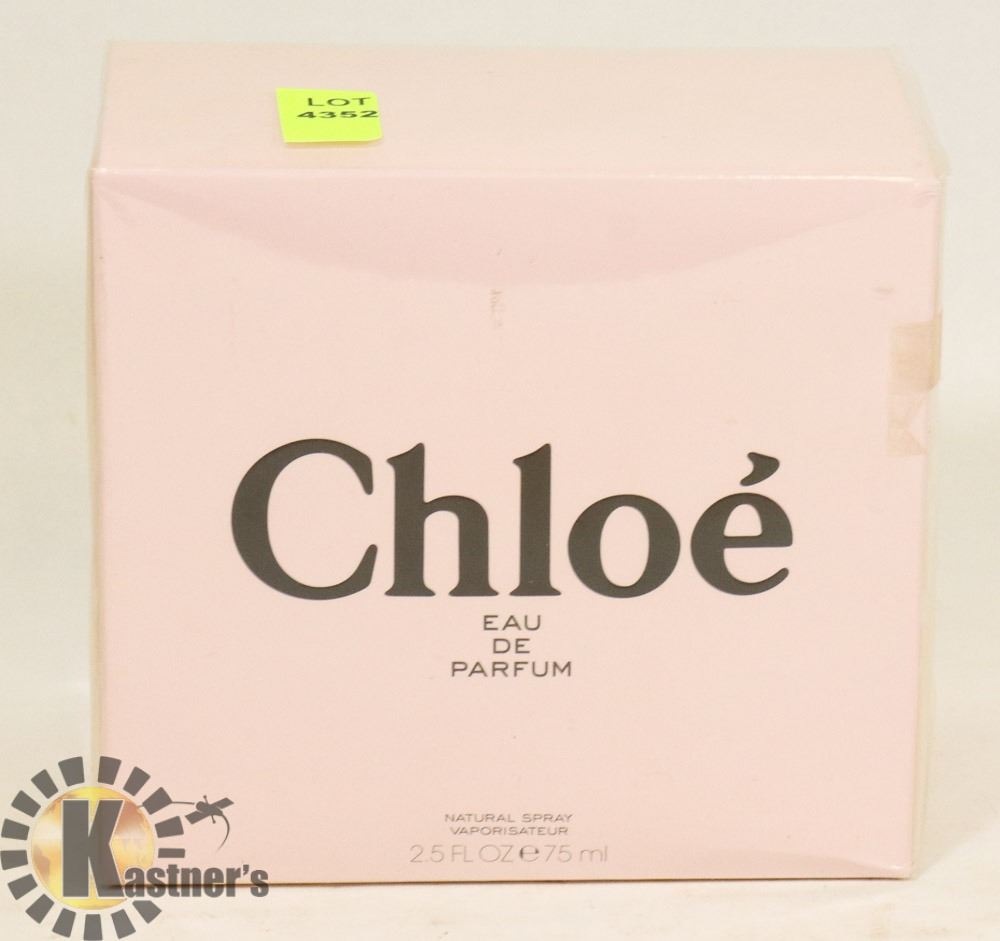 LOT
4352
Chloé
EAU
DE
PARFUM
NATURAL SPRAY
VAPORISATEUR
2.5 FL OZ ℮ 75 ml
Kastner's